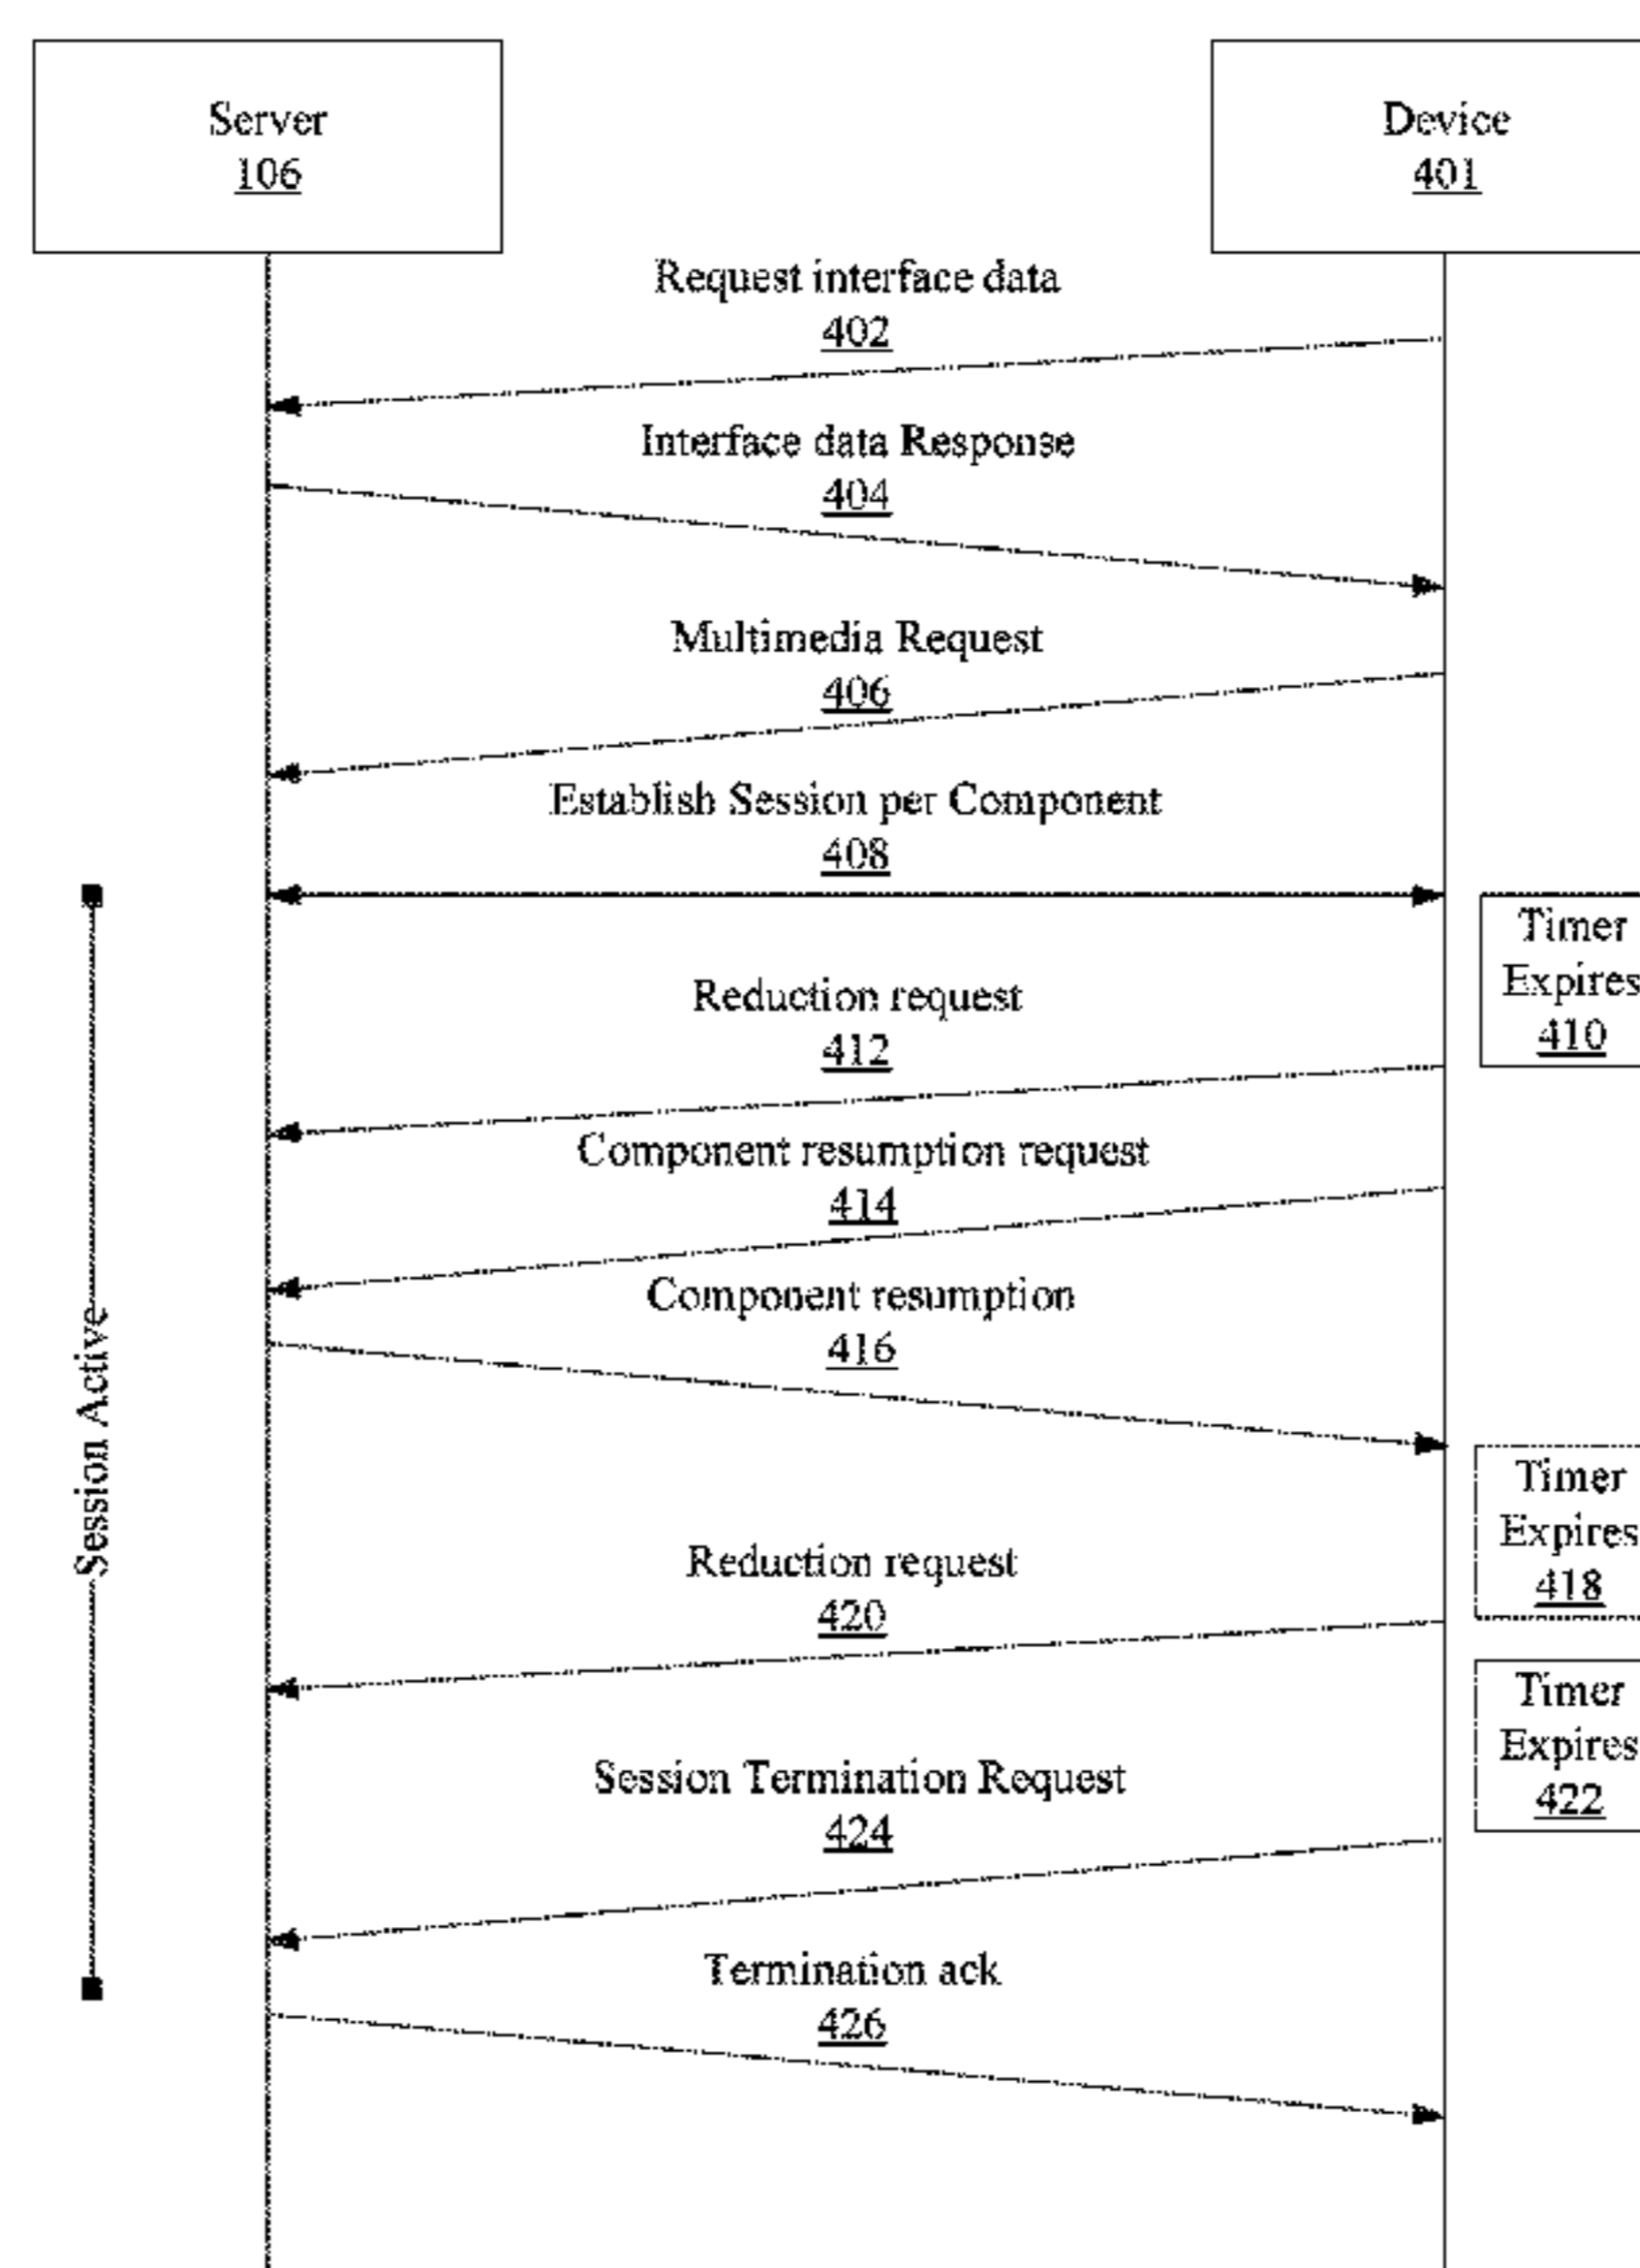 Server
106
Device
401
Request interface data
402
Interface data Response
404
Multimedia Request
406
Establish Session per Component
408
Timer
Expires
410
Reduction request
412
Component resumption request
414
Component resumption
416
Session Active
Timer
Expires
418
Reduction request
420
Timer
Expires
422
Session Termination Request
424
Termination ack
426